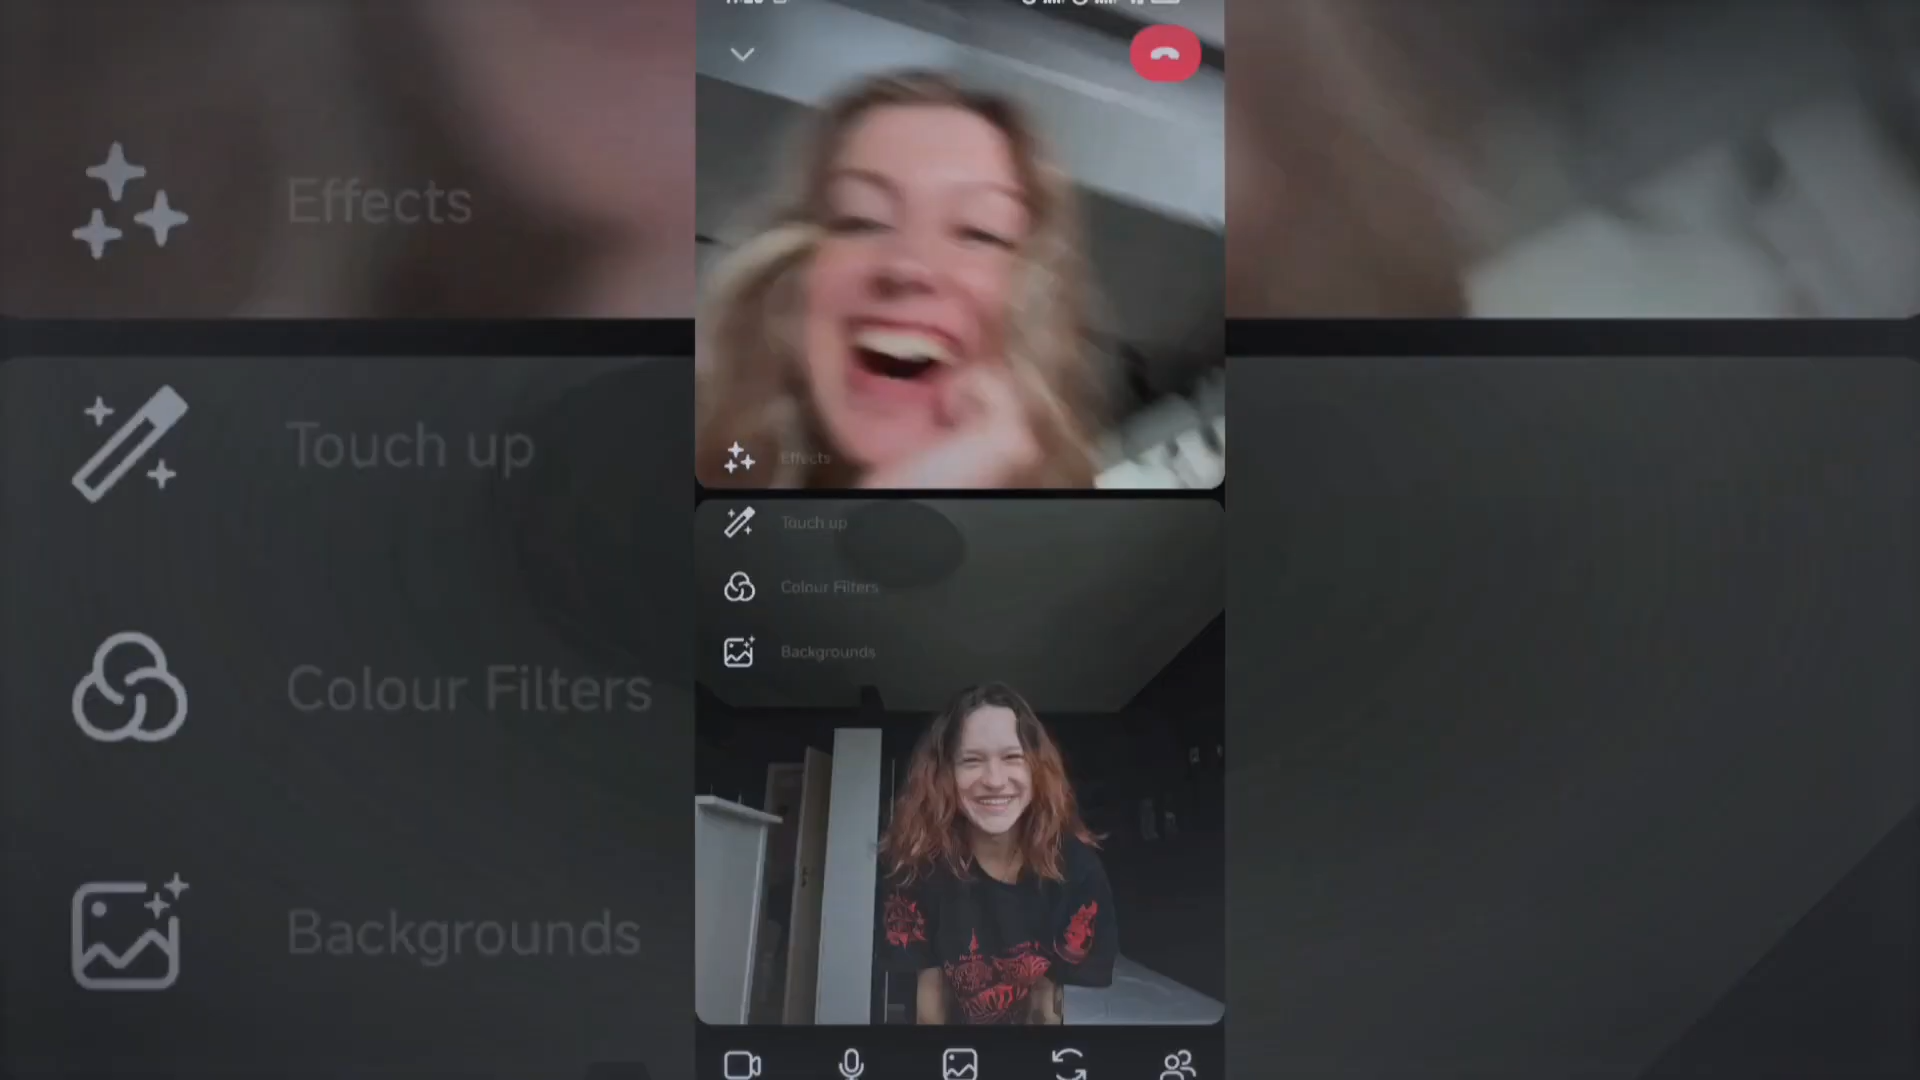 Effects
Touch up
Colour Filters
Backgrounds
Effects
Touch up
Colour Filters
Backgrounds